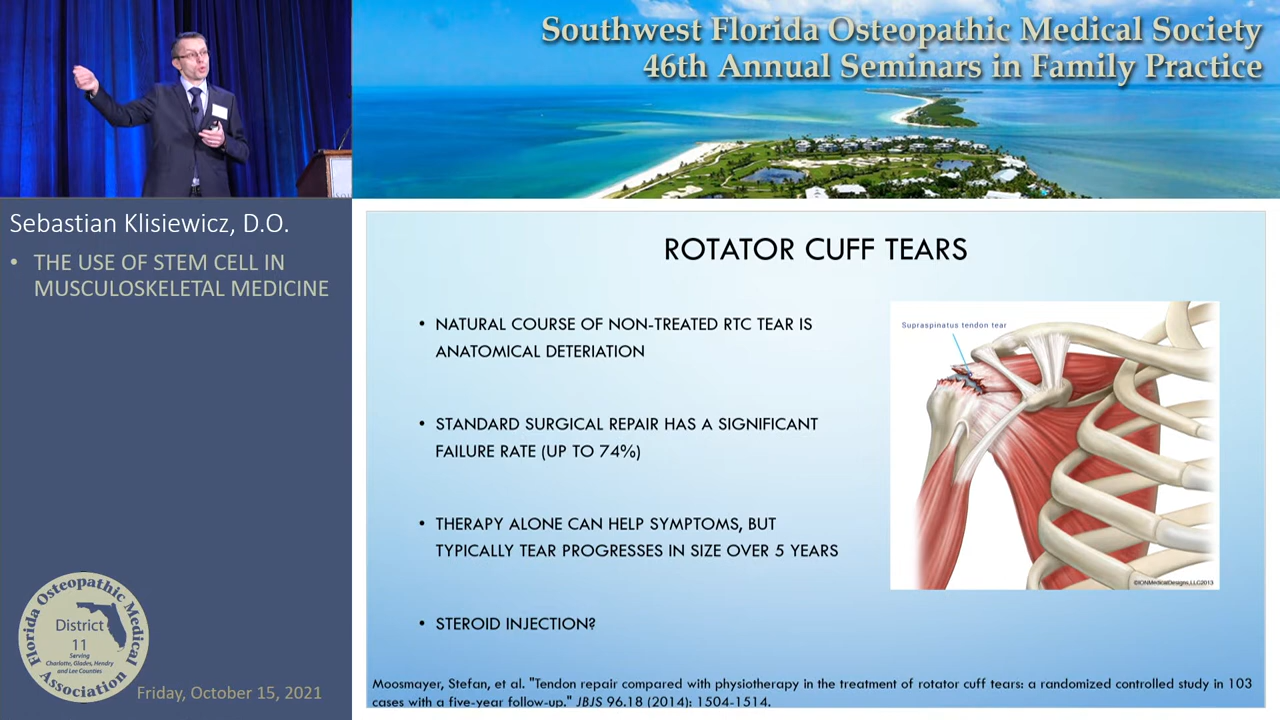 Southwest Florida Osteopathic Medical Society
46th Annual Seminars in Family Practice
Sebastian Klisiewicz, D.O.
• THE USE OF STEM CELL IN
MUSCULOSKELETAL MEDICINE
ROTATOR CUFF TEARS
• NATURAL COURSE OF NON-TREATED RTC TEAR IS
ANATOMICAL DETERIATION
• STANDARD SURGICAL REPAIR HAS A SIGNIFICANT
FAILURE RATE (UP TO 74%)
• THERAPY ALONE CAN HELP SYMPTOMS, BUT
TYPICALLY TEAR PROGRESSES IN SIZE OVER 5 YEARS
• STEROID INJECTION?
Supraspinatus tendon tear
©IONMedicalDesigns,LLC2013
Moosmayer, Stefan, et al. "Tendon repair compared with physiotherapy in the treatment of rotator cuff tears: a randomized controlled study in 103
cases with a five-year follow-up." JBJS 96.18 (2014): 1504-1514.
Florida Osteopathic Medical
Association
District
11
Serving
Charlotte, Glades, Hendry
and Lee Counties
Friday, October 15, 2021